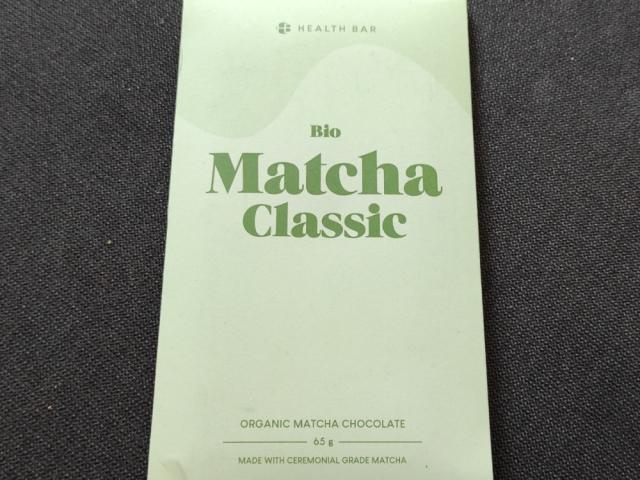 HEALTH BAR
Bio
Matcha
Classic
ORGANIC MATCHA CHOCOLATE
65 g
MADE WITH CEREMONIAL GRADE MATCHA